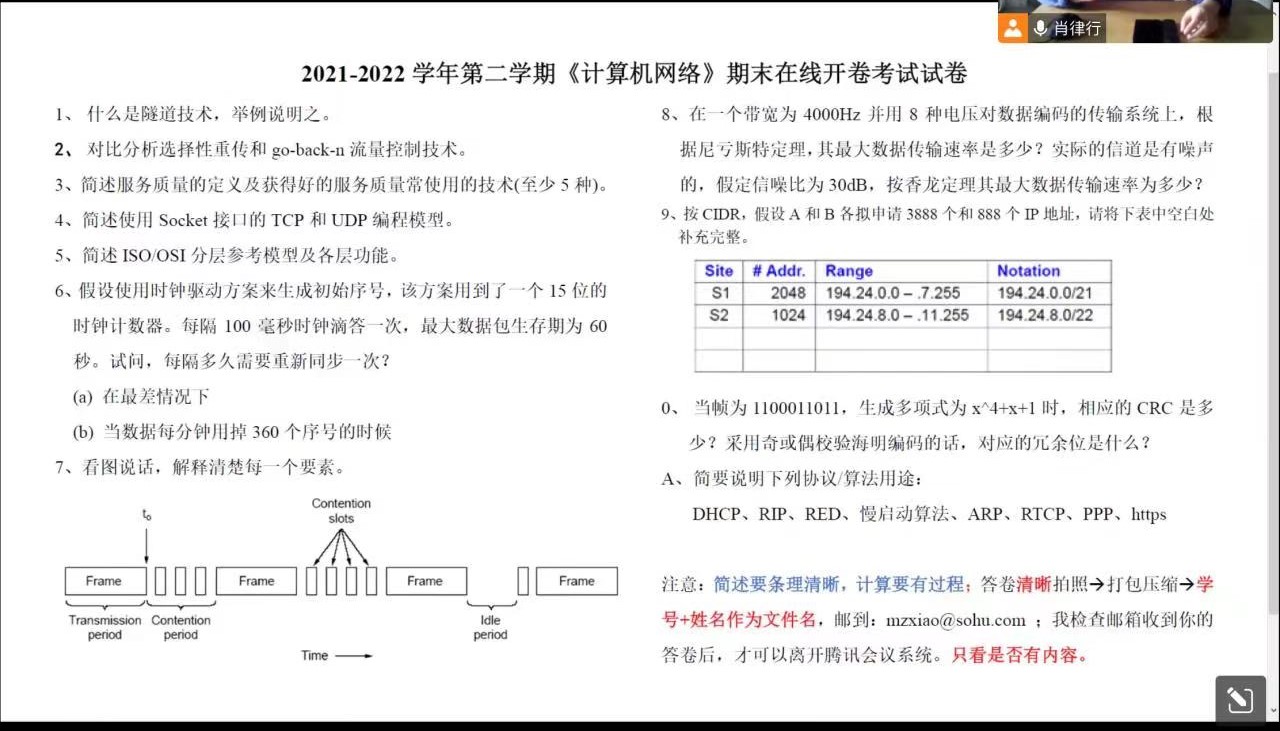 肖律行
2021-2022 学年第二学期《计算机网络》期末在线开卷考试试卷
1、 什么是隧道技术，举例说明之。
2、 对比分析选择性重传和 go-back-n 流量控制技术。
3、简述服务质量的定义及获得好的服务质量常使用的技术(至少 5 种)。
4、简述使用 Socket 接口的 TCP 和 UDP 编程模型。
5、简述 ISO/OSI 分层参考模型及各层功能。
6、假设使用时钟驱动方案来生成初始序号，该方案用到了一个 15 位的
时钟计数器。每隔 100 毫秒时钟滴答一次，最大数据包生存期为 60
秒。试问，每隔多久需要重新同步一次？
(a) 在最差情况下
(b) 当数据每分钟用掉 360 个序号的时候
7、看图说话，解释清楚每一个要素。
Contention
slots
t₀
Frame Frame Frame Frame
Transmission
period
Contention
period
Idle
period
Time
8、在一个带宽为 4000Hz 并用 8 种电压对数据编码的传输系统上，根
据尼亏斯特定理，其最大数据传输速率是多少？实际的信道是有噪声
的，假定信噪比为 30dB，按香龙定理其最大数据传输速率为多少？
9、按 CIDR，假设 A 和 B 各拟申请 3888 个和 888 个 IP 地址，请将下表中空白处
补充完整。
Site # Addr. Range Notation
S1 2048 194.24.0.0 – .7.255 194.24.0.0/21
S2 1024 194.24.8.0 – .11.255 194.24.8.0/22
0、 当帧为 1100011011，生成多项式为 x^4+x+1 时，相应的 CRC 是多
少？采用奇或偶校验海明编码的话，对应的冗余位是什么？
A、简要说明下列协议/算法用途：
DHCP、RIP、RED、慢启动算法、ARP、RTCP、PPP、https
注意：简述要条理清晰，计算要有过程；答卷清晰拍照→打包压缩→学
号+姓名作为文件名，邮到：mzxiao@sohu.com ；我检查邮箱收到你的
答卷后，才可以离开腾讯会议系统。只看是否有内容。